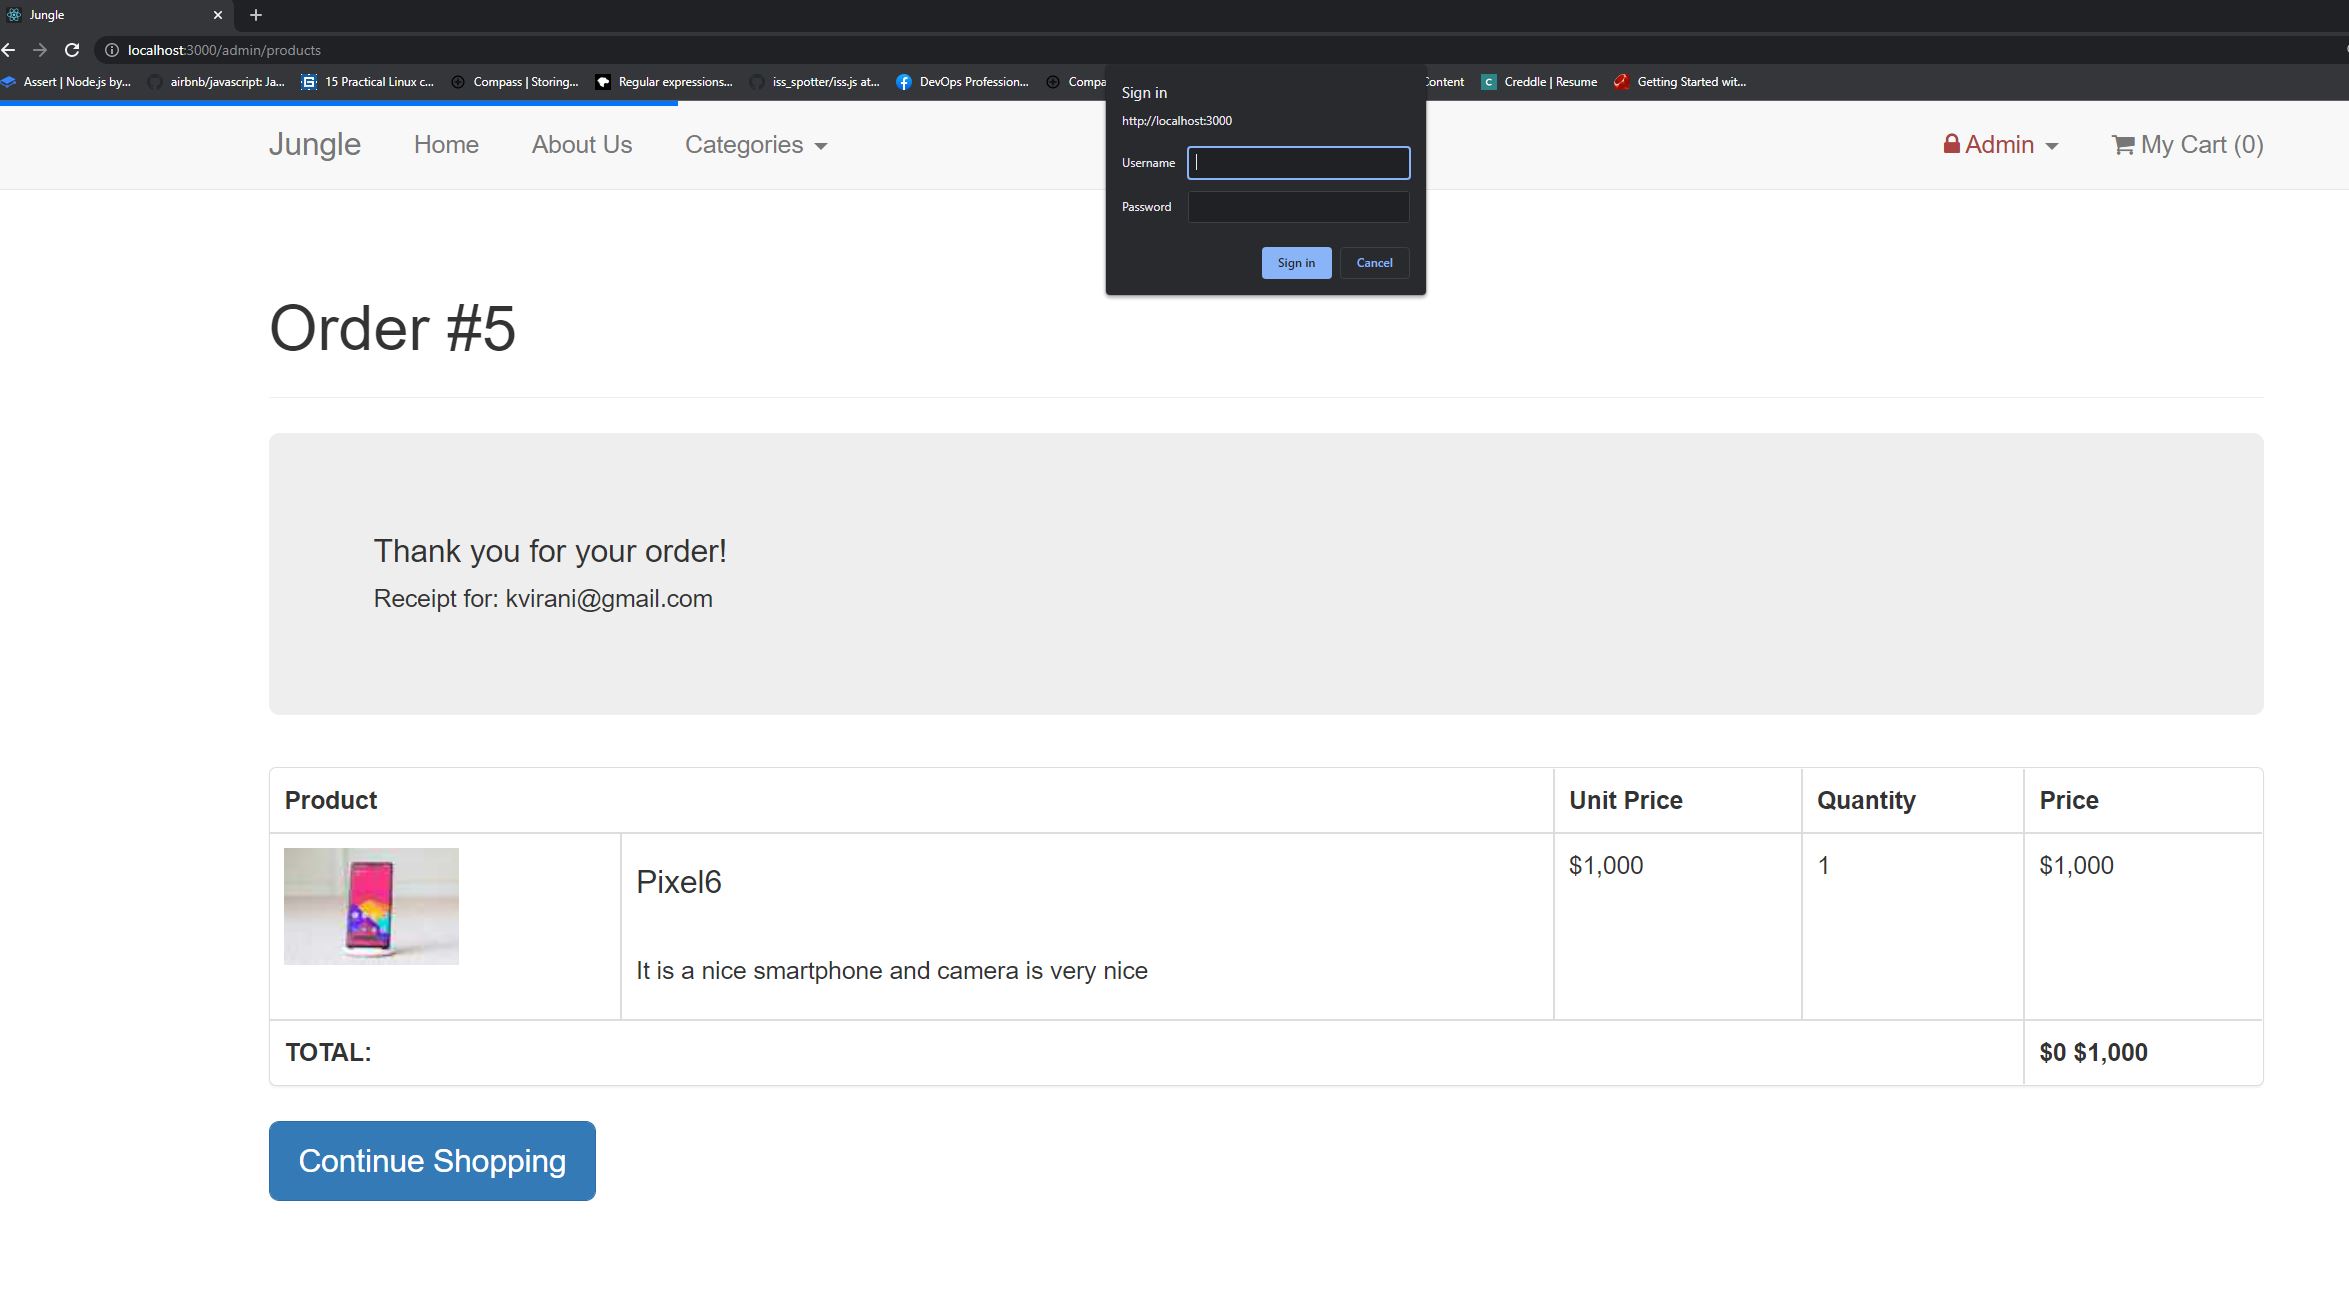 Jungle
localhost:3000/admin/products
Assert | Node.js by... airbnb/javascript: Ja... 15 Practical Linux c... Compass | Storing... Regular expressions... iss_spotter/iss.js at... DevOps Profession... Compa ontent Creddle | Resume Getting Started wit...
Sign in
http://localhost:3000
Username
Password
Sign in Cancel
Jungle Home About Us Categories Admin My Cart (0)
Order #5
Thank you for your order!
Receipt for: kvirani@gmail.com
Product Unit Price Quantity Price
Pixel6 $1,000 1 $1,000
It is a nice smartphone and camera is very nice
TOTAL: $0 $1,000
Continue Shopping